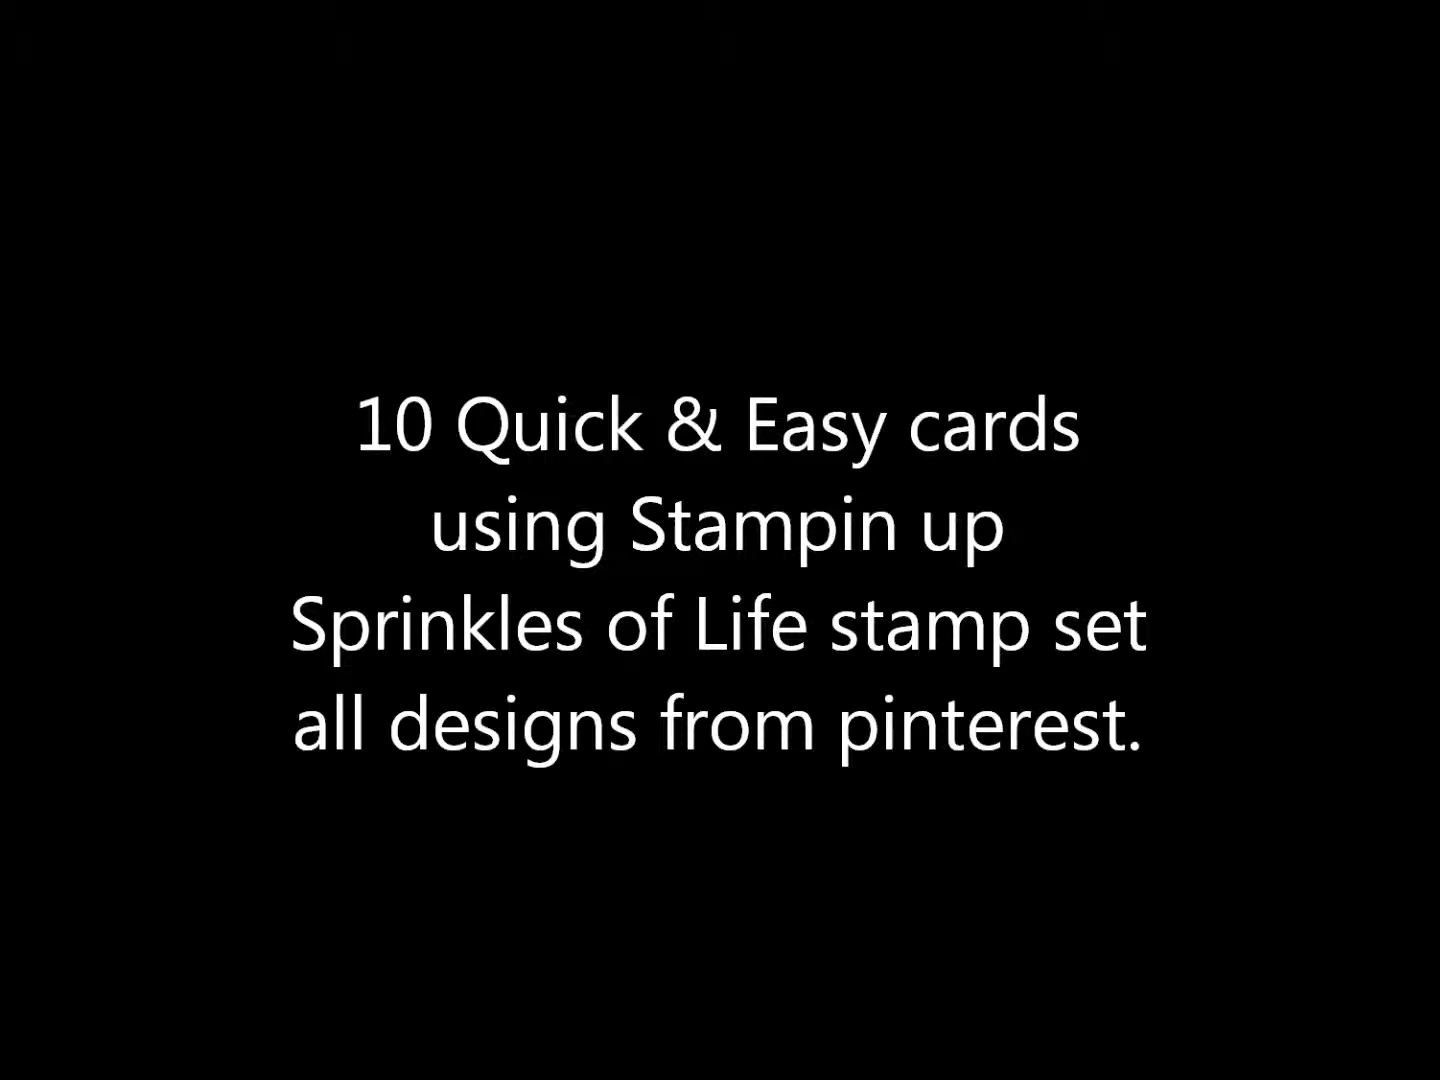 10 Quick & Easy cards
using Stampin up
Sprinkles of Life stamp set
all designs from pinterest.